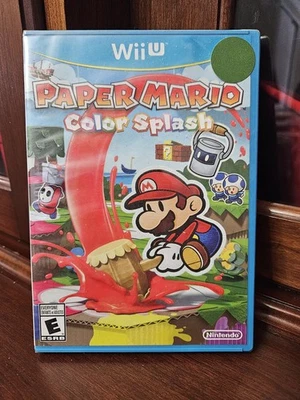 Wii U
PAPER MARIO
Color Splash
EVERYONE
E
ESRB
Nintendo